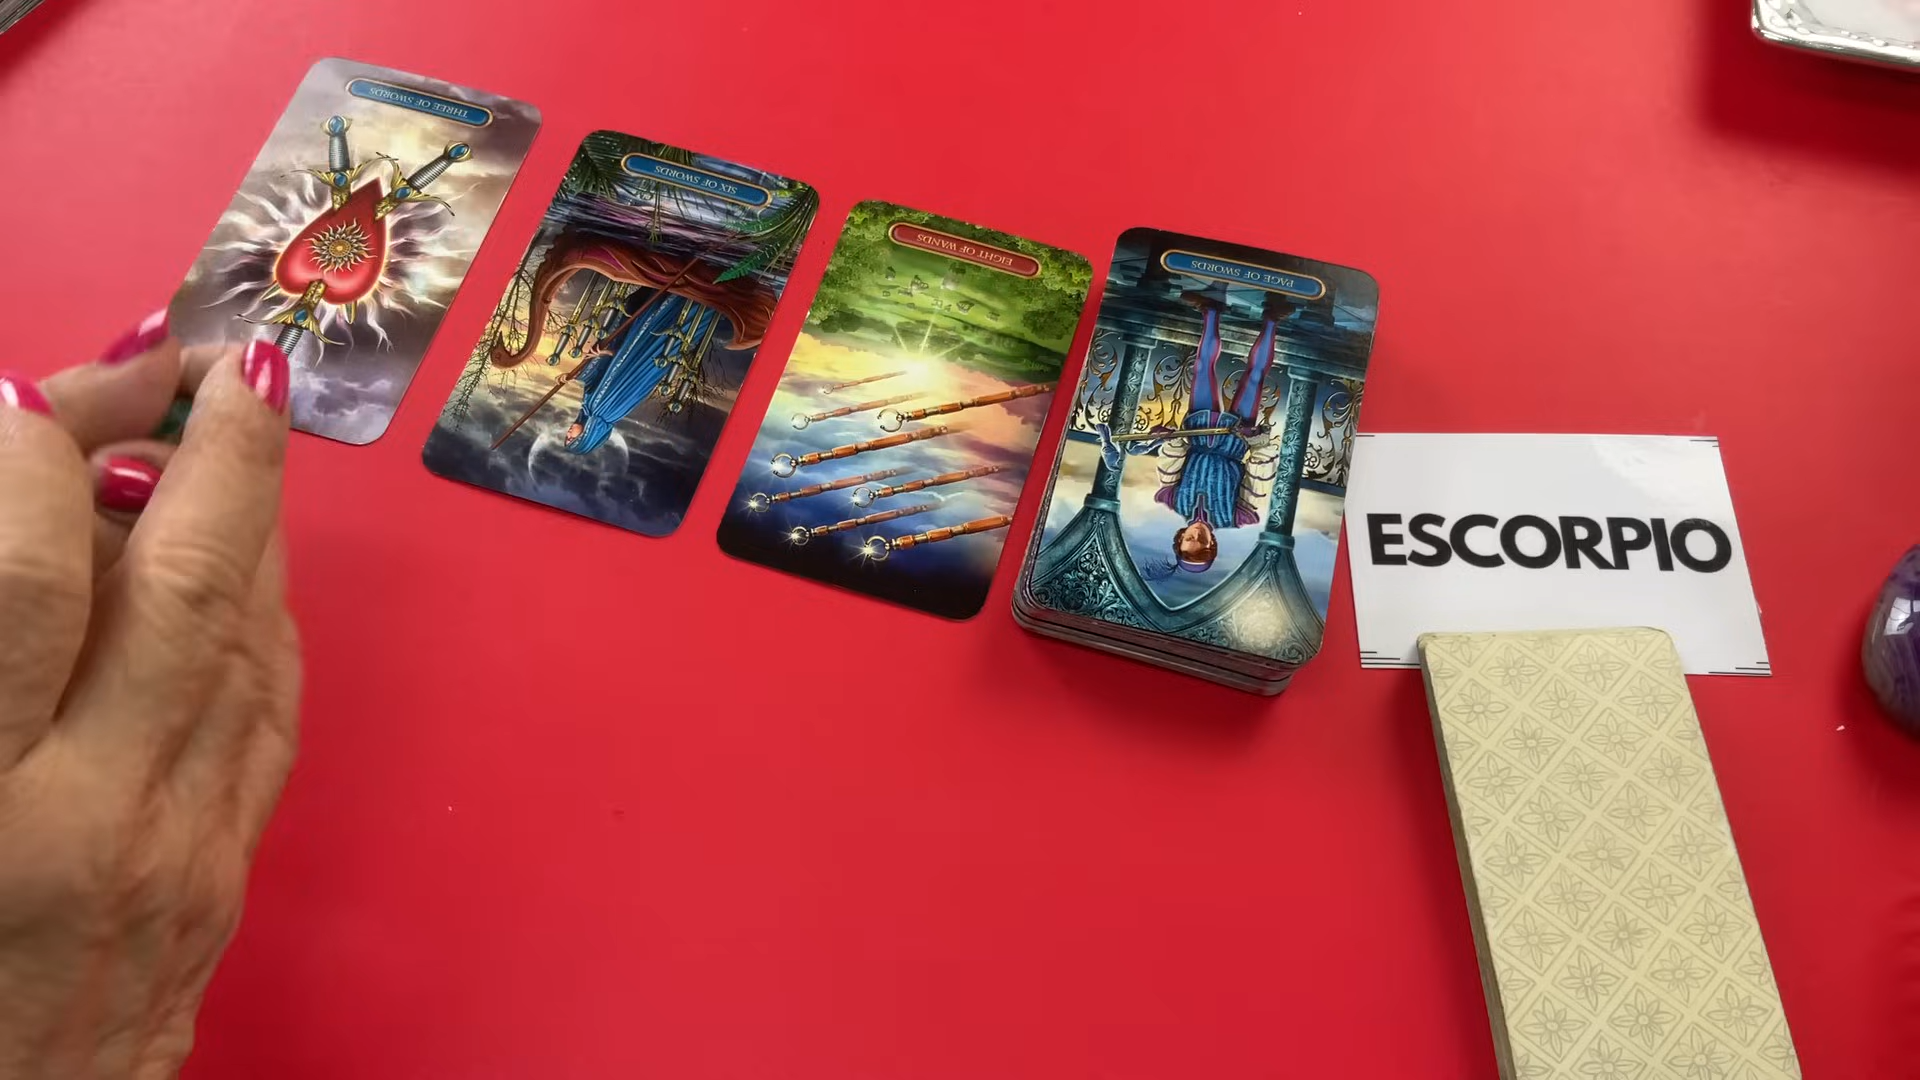 THREE OF SWORDS
SIX OF SWORDS
EIGHT OF WANDS
PAGE OF SWORDS
ESCORPIO